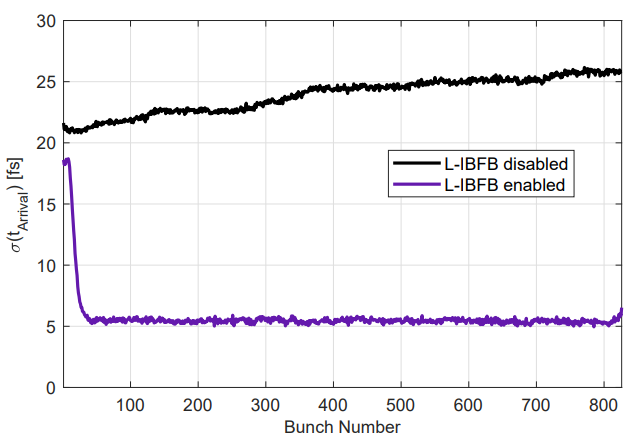 30
25
20
15
10
5
0
σ(t_Arrival) [fs]
L-IBFB disabled
L-IBFB enabled
100 200 300 400 500 600 700 800
Bunch Number